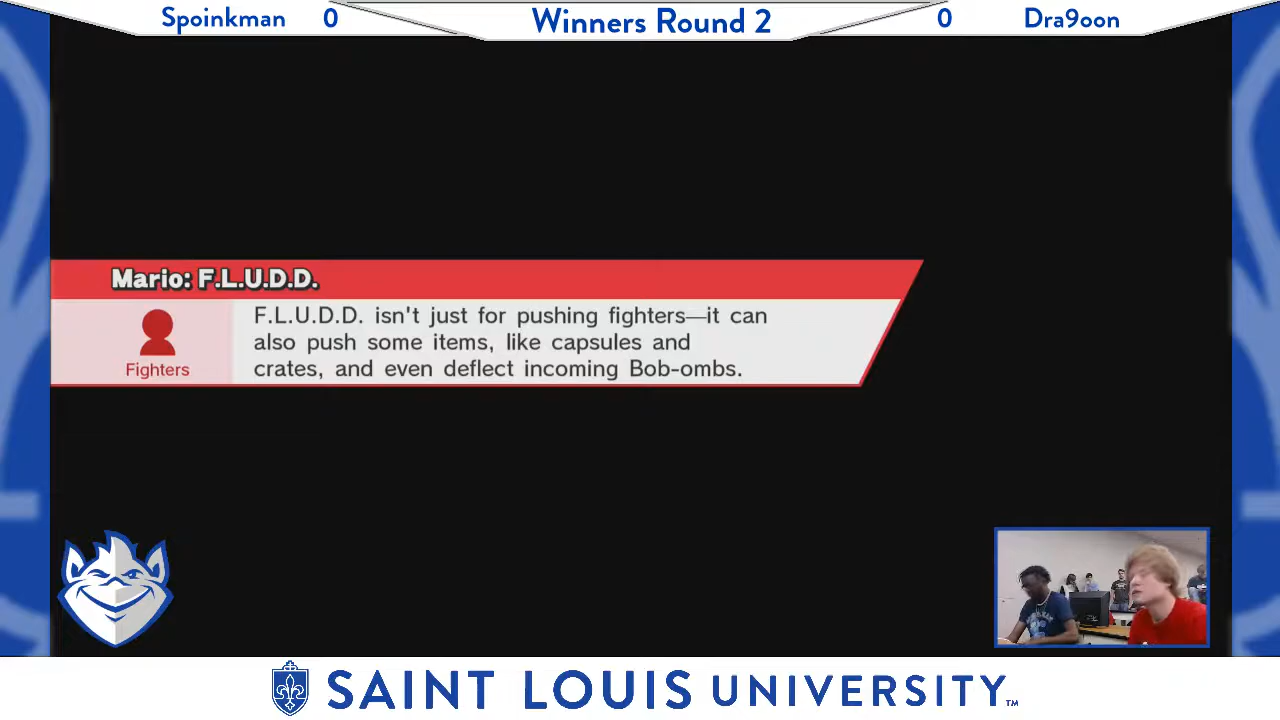 Spoinkman 0 Winners Round 2 0 Dra9oon
Mario: F.L.U.D.D.
Fighters
F.L.U.D.D. isn't just for pushing fighters—it can
also push some items, like capsules and
crates, and even deflect incoming Bob-ombs.
SAINT LOUIS UNIVERSITY™